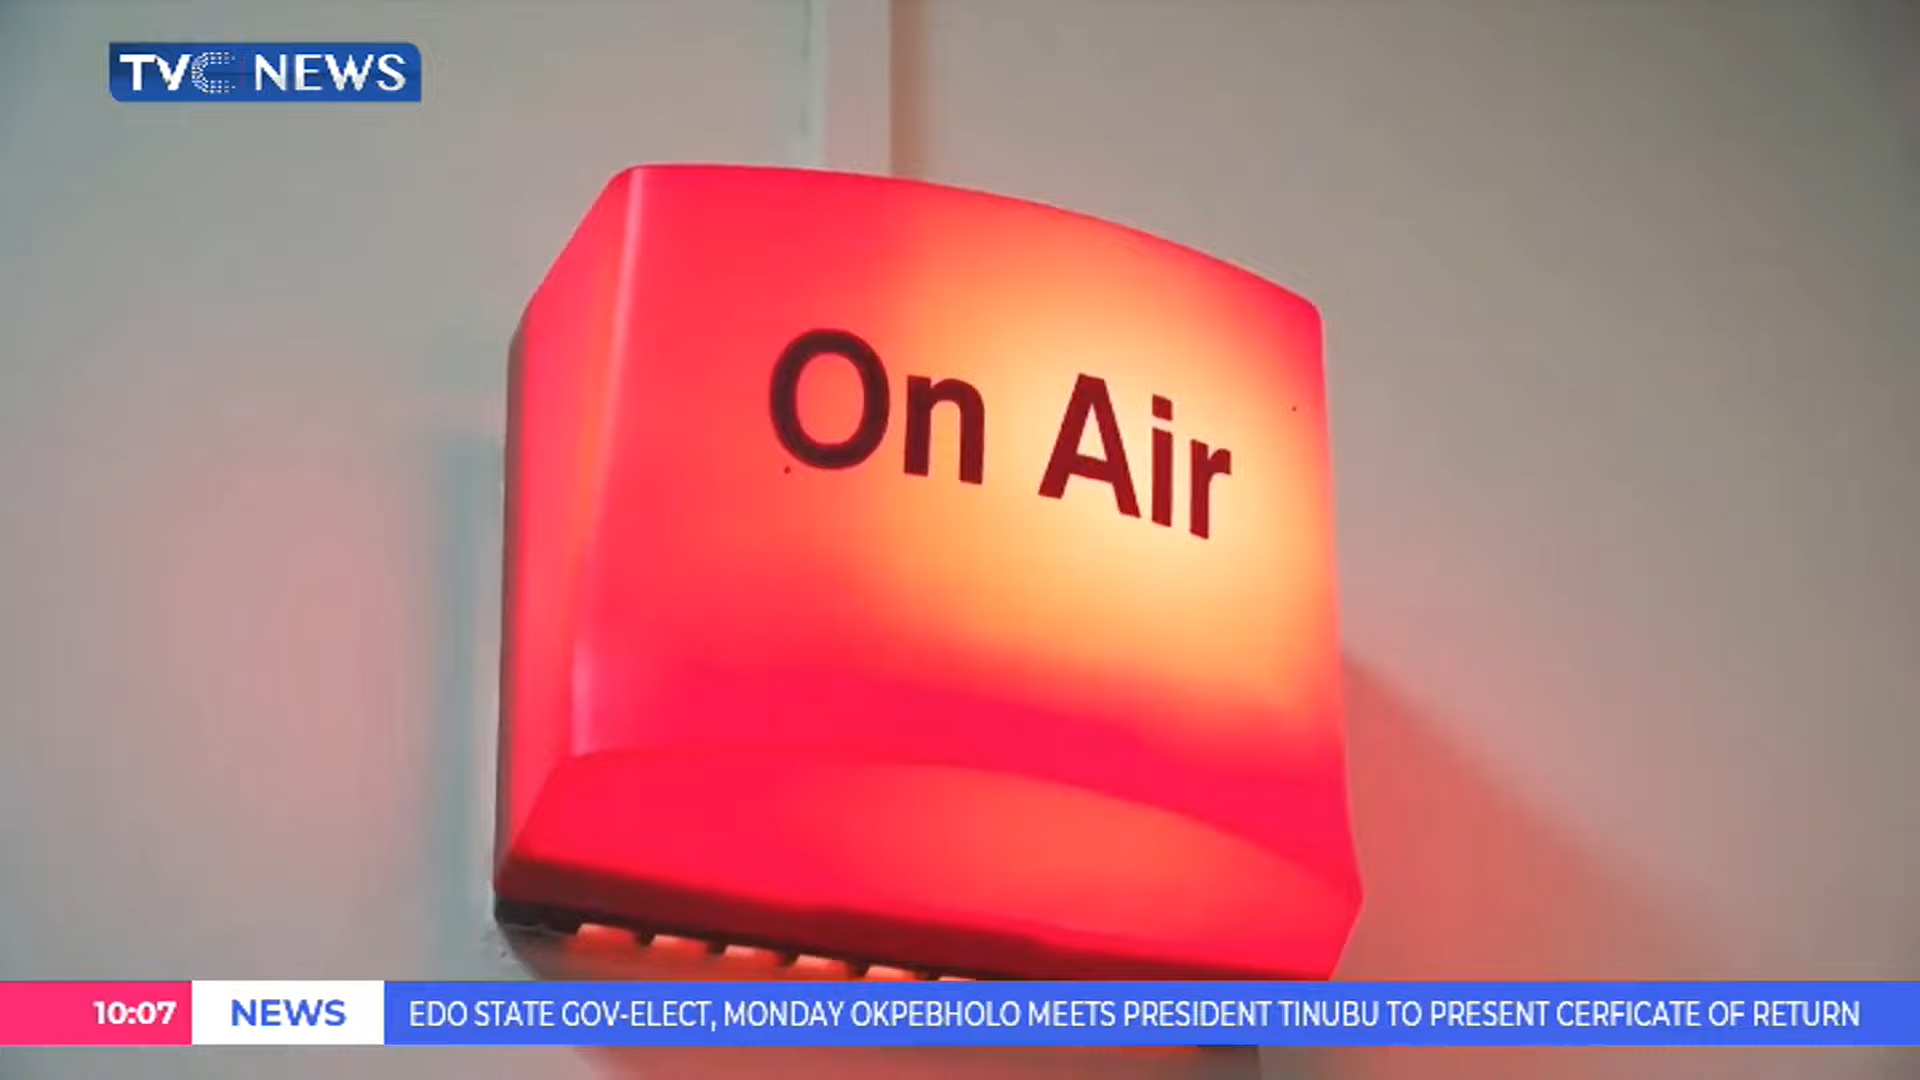 TVC NEWS
On Air
10:07 NEWS EDO STATE GOV-ELECT, MONDAY OKPEBHOLO MEETS PRESIDENT TINUBU TO PRESENT CERFICATE OF RETURN